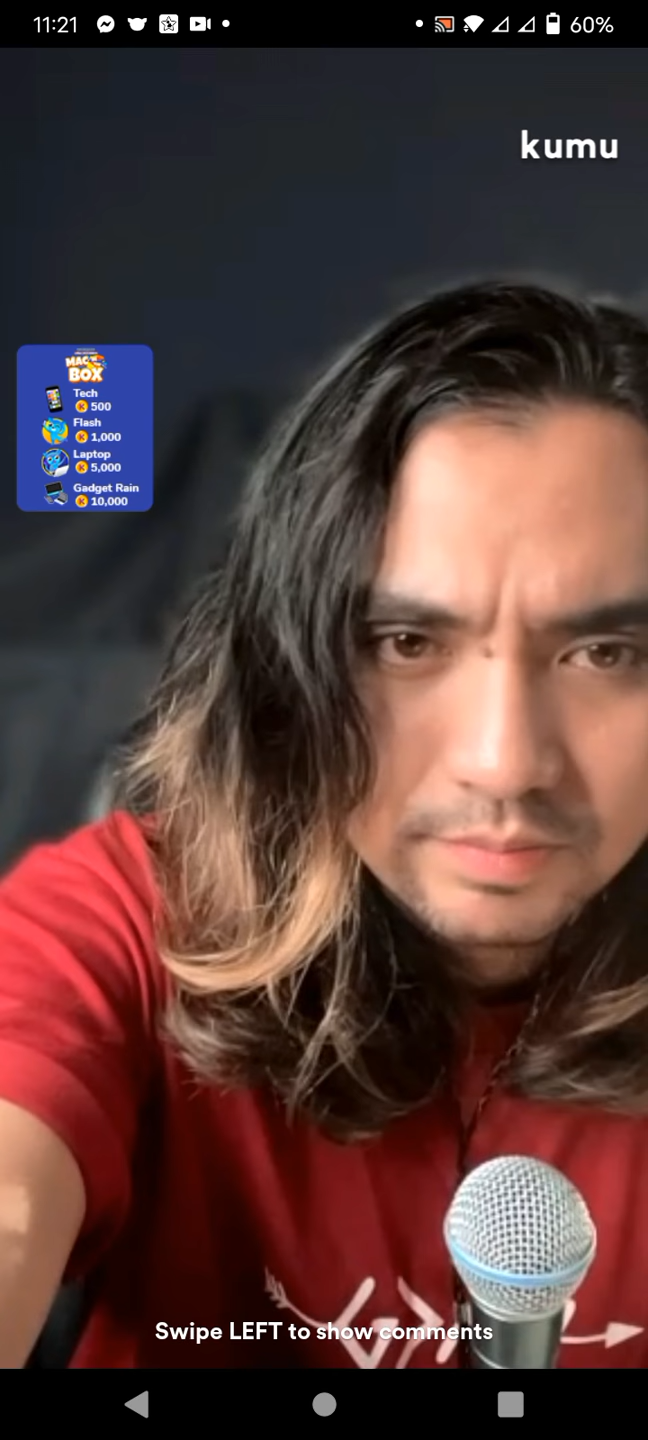 11:21
60%
kumu
MAGIC
BOX
Tech
500
Flash
1,000
Laptop
5,000
Gadget Rain
10,000
Swipe LEFT to show comments